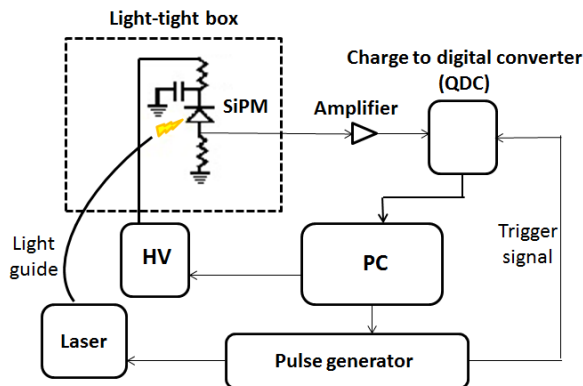 Light-tight box
Charge to digital converter
(QDC)
SiPM
Amplifier
Light
guide
HV
PC
Trigger
signal
Laser
Pulse generator